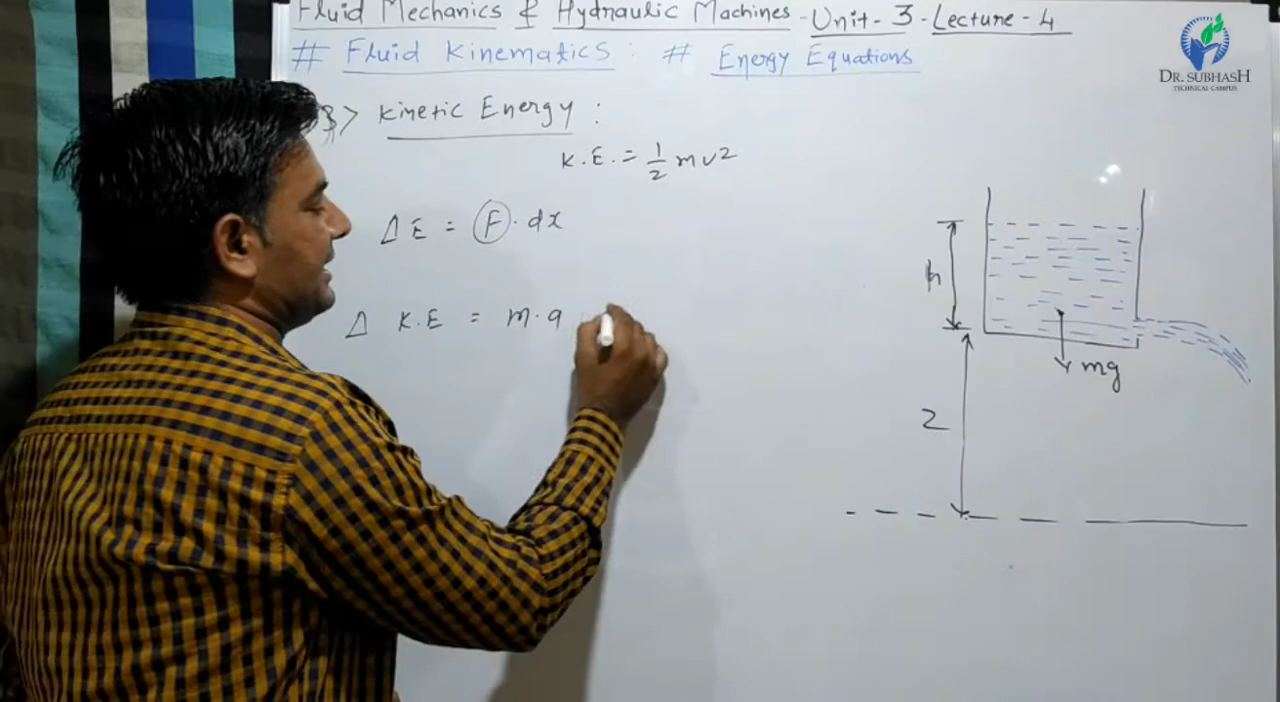 Fluid Mechanics & Hydraulic Machines - Unit - 3 - Lecture - 4
# Fluid Kinematics : # Energy Equations
DR. SUBHASH
TECHNICAL CAMPUS
3> Kinetic Energy :
K.E. = 1/2 mv²
ΔE = F · dx
h
Δ K.E = m·a
mg
Z